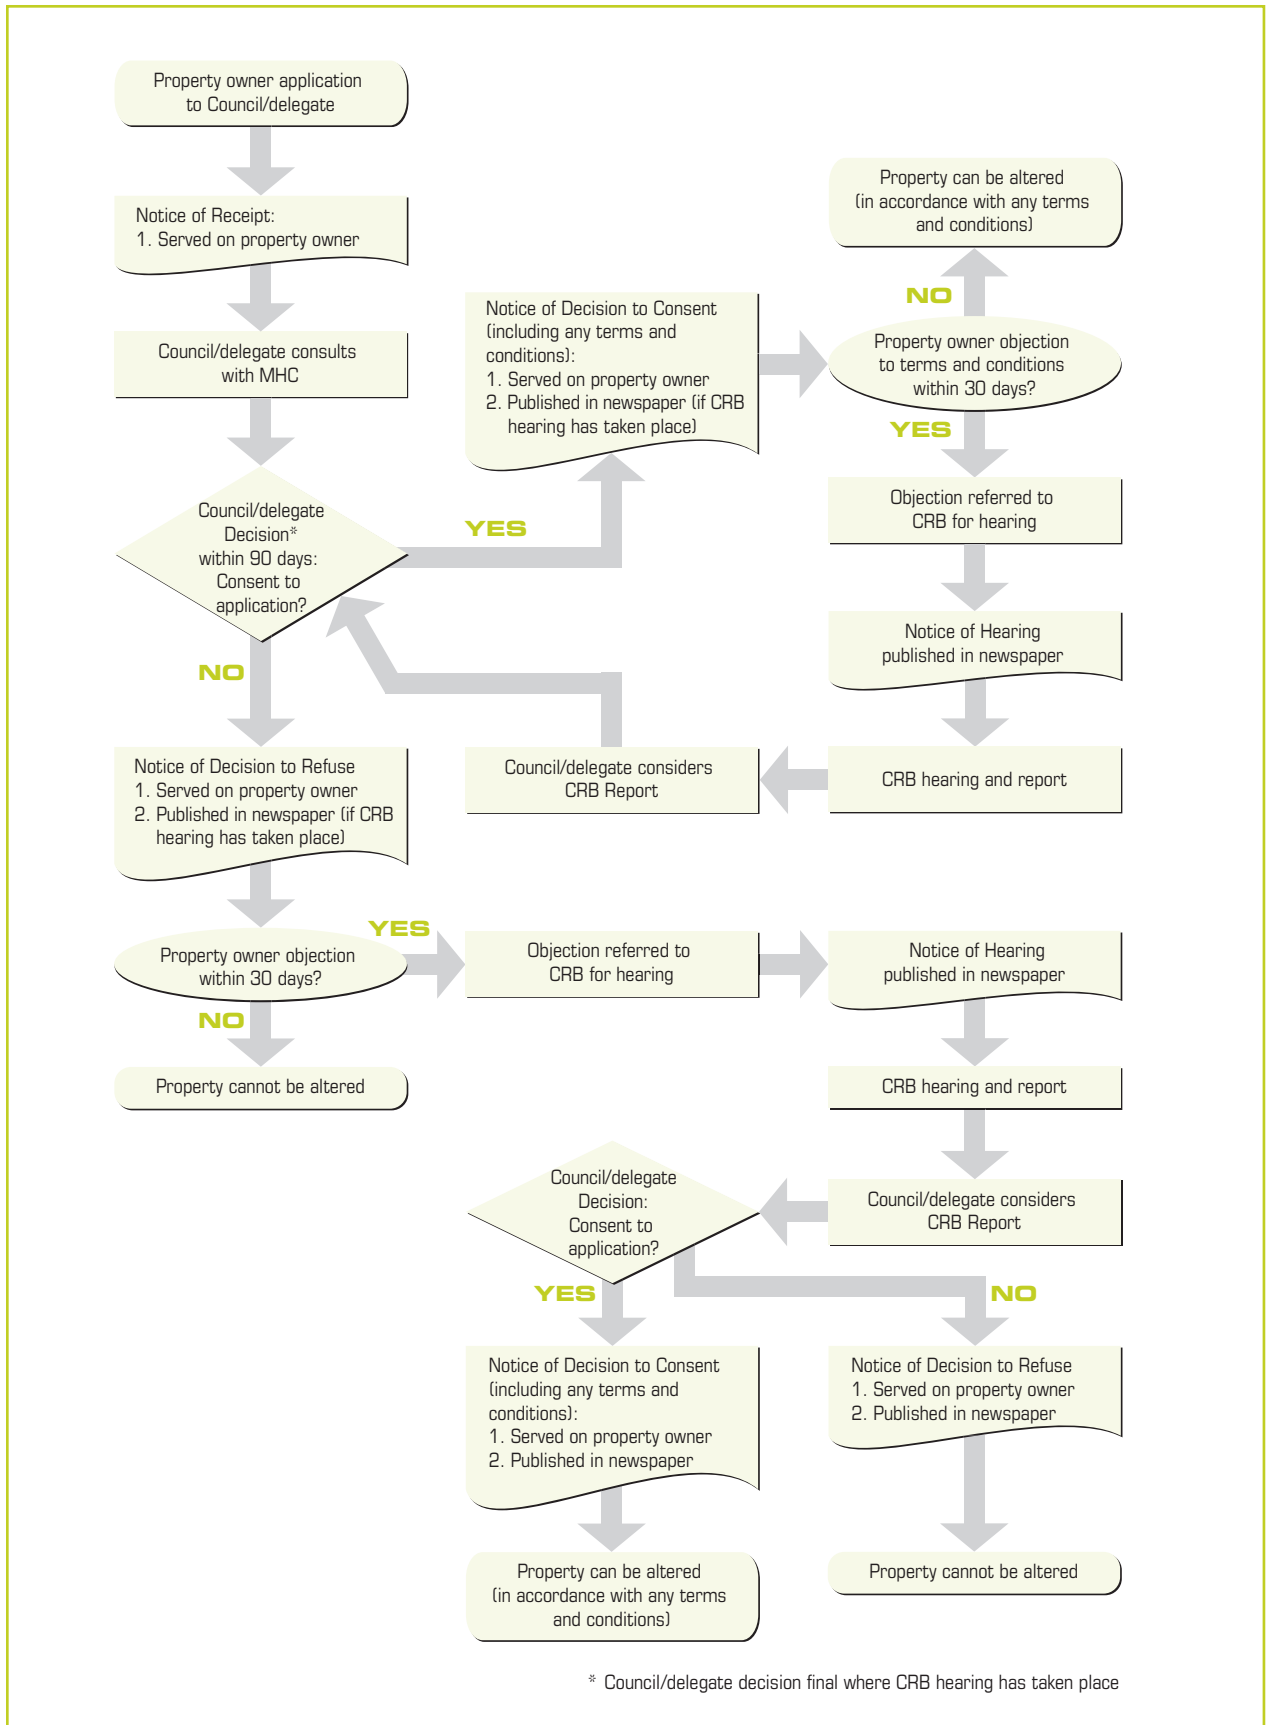 Property owner application
to Council/delegate
Notice of Receipt:
1. Served on property owner
Council/delegate consults
with MHC
Council/delegate
Decision*
within 90 days:
Consent to
application?
YES
Notice of Decision to Consent
(including any terms and
conditions):
1. Served on property owner
2. Published in newspaper (if CRB
hearing has taken place)
Property owner objection
to terms and conditions
within 30 days?
NO
Property can be altered
(in accordance with any terms
and conditions)
YES
Objection referred to
CRB for hearing
Notice of Hearing
published in newspaper
CRB hearing and report
Council/delegate considers
CRB Report
NO
Notice of Decision to Refuse
1. Served on property owner
2. Published in newspaper (if CRB
hearing has taken place)
Property owner objection
within 30 days?
NO
Property cannot be altered
YES
Objection referred to
CRB for hearing
Notice of Hearing
published in newspaper
CRB hearing and report
Council/delegate considers
CRB Report
Council/delegate
Decision:
Consent to
application?
YES
Notice of Decision to Consent
(including any terms and
conditions):
1. Served on property owner
2. Published in newspaper
Property can be altered
(in accordance with any terms
and conditions)
NO
Notice of Decision to Refuse
1. Served on property owner
2. Published in newspaper
Property cannot be altered
* Council/delegate decision final where CRB hearing has taken place